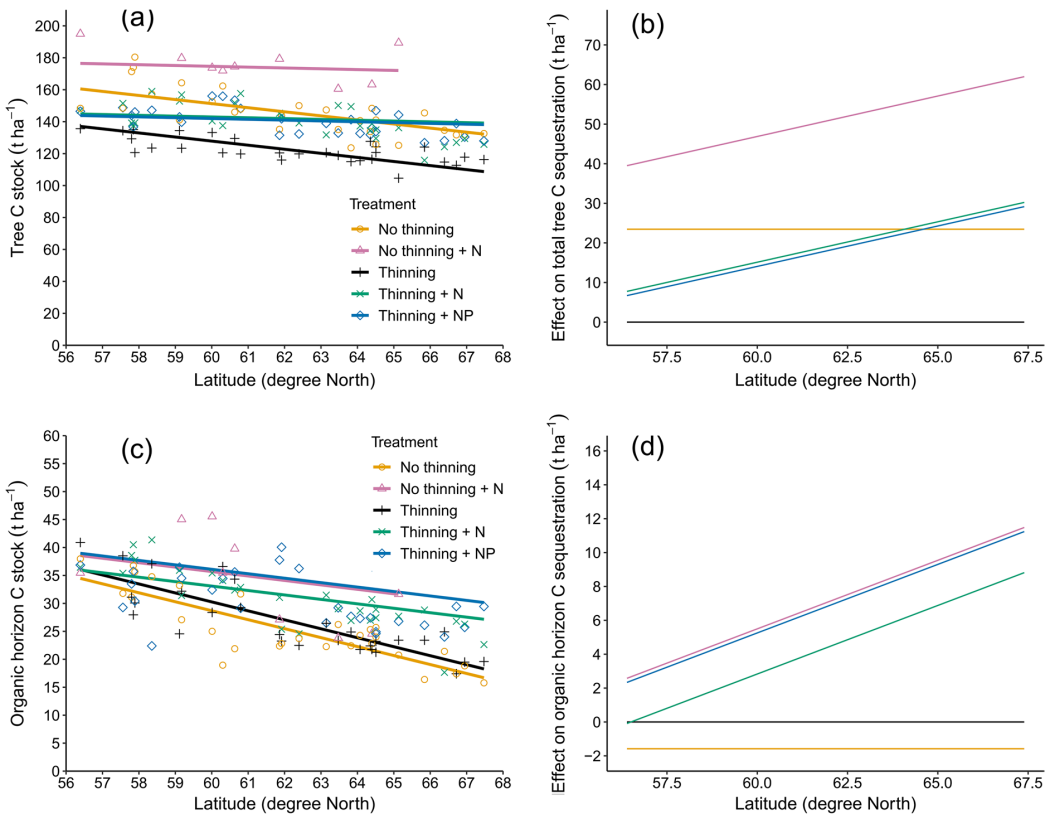 (a)
Tree C stock (t ha⁻¹)
200
180
160
140
120
100
80
60
40
20
0
Treatment
No thinning
No thinning + N
Thinning
Thinning + N
Thinning + NP
56 57 58 59 60 61 62 63 64 65 66 67 68
Latitude (degree North)
(b)
Effect on total tree C sequestration (t ha⁻¹)
70
60
50
40
30
20
10
0
57.5 60.0 62.5 65.0 67.5
Latitude (degree North)
(c)
Organic horizon C stock (t ha⁻¹)
60
55
50
45
40
35
30
25
20
15
10
5
0
Treatment
No thinning
No thinning + N
Thinning
Thinning + N
Thinning + NP
56 57 58 59 60 61 62 63 64 65 66 67 68
Latitude (degree North)
(d)
Effect on organic horizon C sequestration (t ha⁻¹)
16
14
12
10
8
6
4
2
0
−2
57.5 60.0 62.5 65.0 67.5
Latitude (degree North)